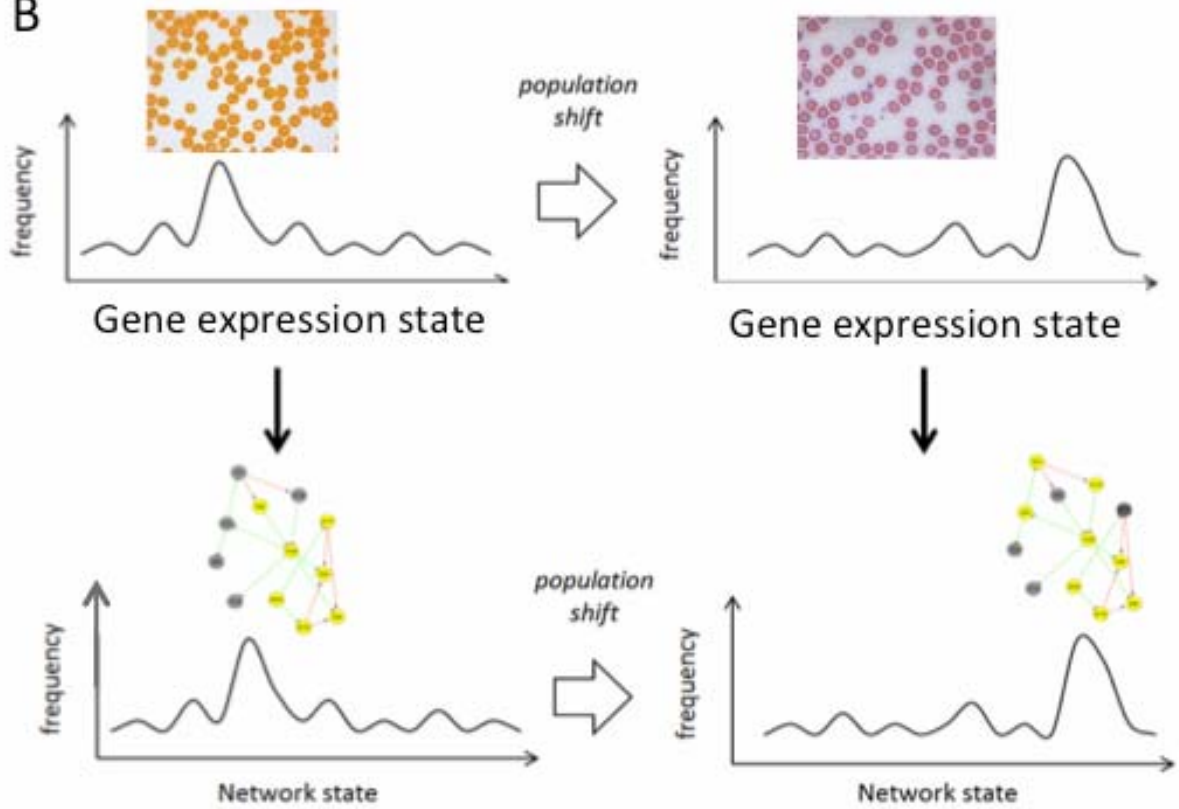 B
population
shift
frequency
frequency
Gene expression state
Gene expression state
population
shift
frequency
frequency
Network state
Network state